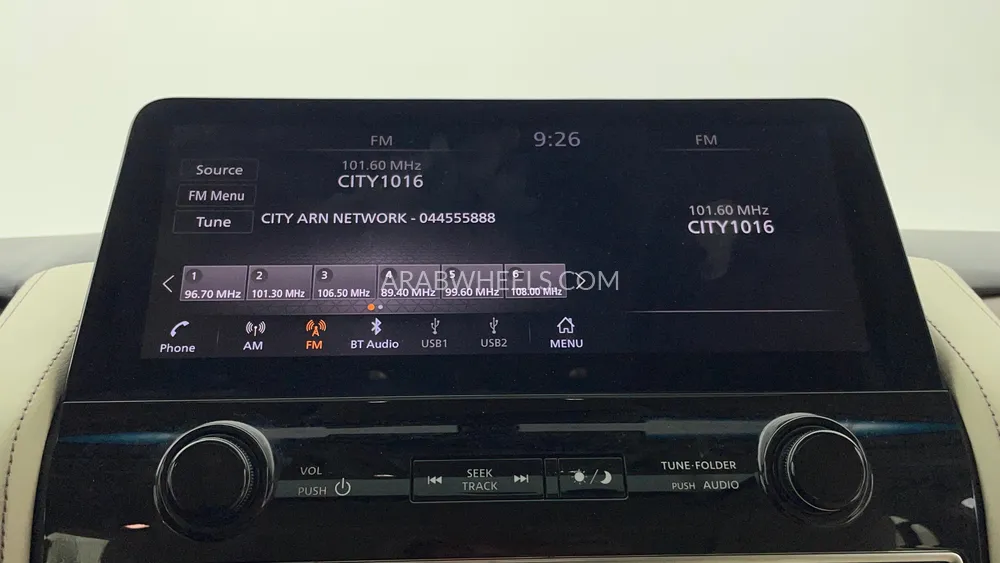 FM
9:26
FM
Source
101.60 MHz
CITY1016
FM Menu
Tune
CITY ARN NETWORK - 044555888
101.60 MHz
CITY1016
1
96.70 MHz
2
101.30 MHz
3
106.50 MHz
4
89.40 MHz
5
99.60 MHz
6
108.00 MHz
ARABWHEELS.COM
Phone
AM
FM
BT Audio
USB1
USB2
MENU
VOL
PUSH
SEEK
TRACK
TUNE·FOLDER
PUSH AUDIO